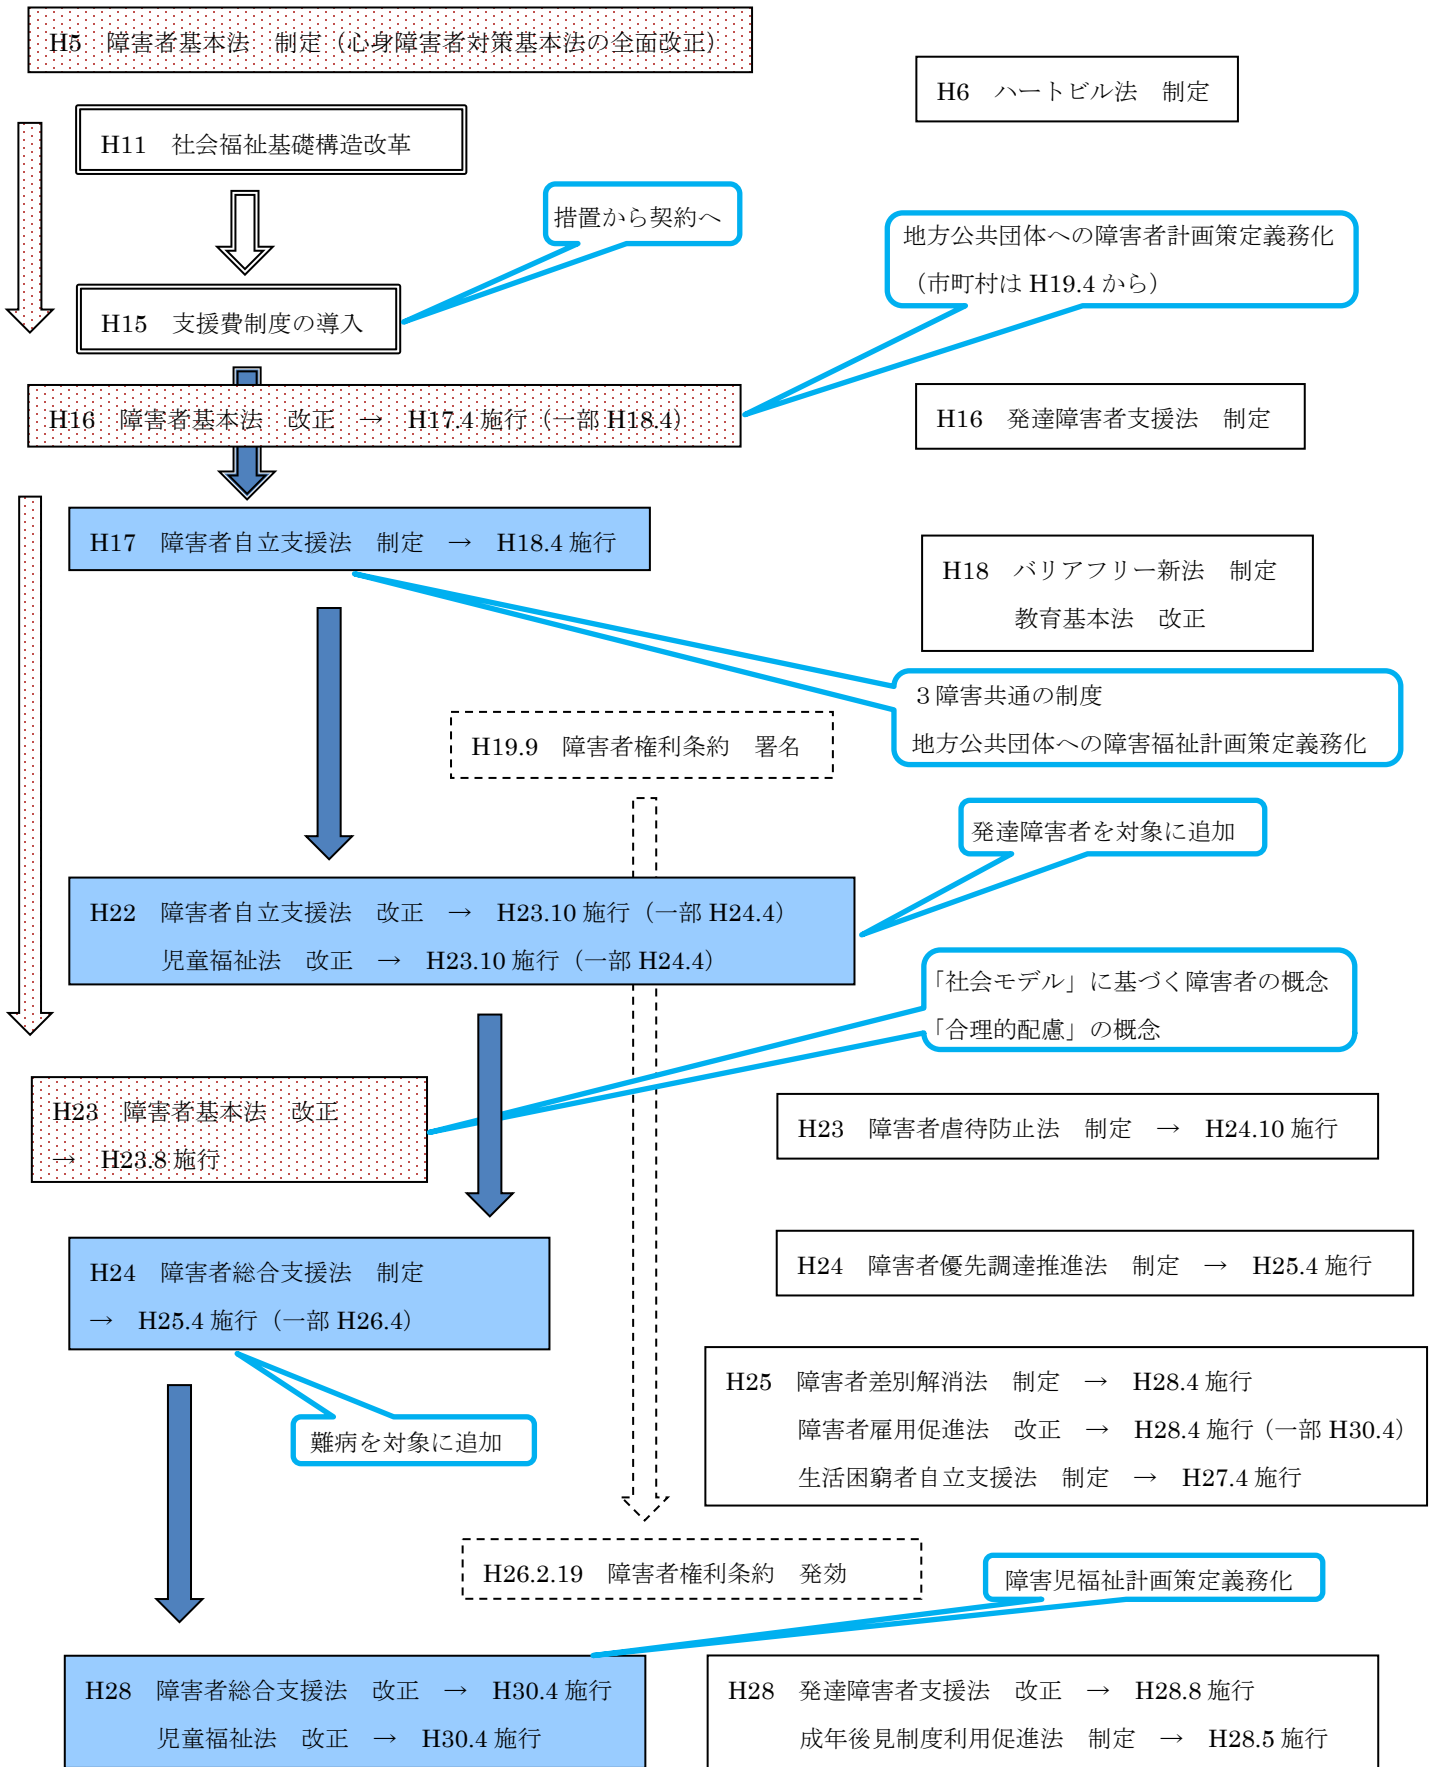 H5　障害者基本法　制定（心身障害者対策基本法の全面改正）
H6　ハートビル法　制定
H11　社会福祉基礎構造改革
措置から契約へ
地方公共団体への障害者計画策定義務化
（市町村は H19.4 から）
H15　支援費制度の導入
H16　障害者基本法　改正　→　H17.4 施行（一部 H18.4）
H16　発達障害者支援法　制定
H17　障害者自立支援法　制定　→　H18.4 施行
H18　バリアフリー新法　制定
教育基本法　改正
３障害共通の制度
地方公共団体への障害福祉計画策定義務化
H19.9　障害者権利条約　署名
発達障害者を対象に追加
H22　障害者自立支援法　改正　→　H23.10 施行（一部 H24.4）
児童福祉法　改正　→　H23.10 施行（一部 H24.4）
「社会モデル」に基づく障害者の概念
「合理的配慮」の概念
H23　障害者基本法　改正
→　H23.8 施行
H23　障害者虐待防止法　制定　→　H24.10 施行
H24　障害者総合支援法　制定
→　H25.4 施行（一部 H26.4）
H24　障害者優先調達推進法　制定　→　H25.4 施行
難病を対象に追加
H25　障害者差別解消法　制定　→　H28.4 施行
障害者雇用促進法　改正　→　H28.4 施行（一部 H30.4）
生活困窮者自立支援法　制定　→　H27.4 施行
H26.2.19　障害者権利条約　発効
障害児福祉計画策定義務化
H28　障害者総合支援法　改正　→　H30.4 施行
児童福祉法　改正　→　H30.4 施行
H28　発達障害者支援法　改正　→　H28.8 施行
成年後見制度利用促進法　制定　→　H28.5 施行